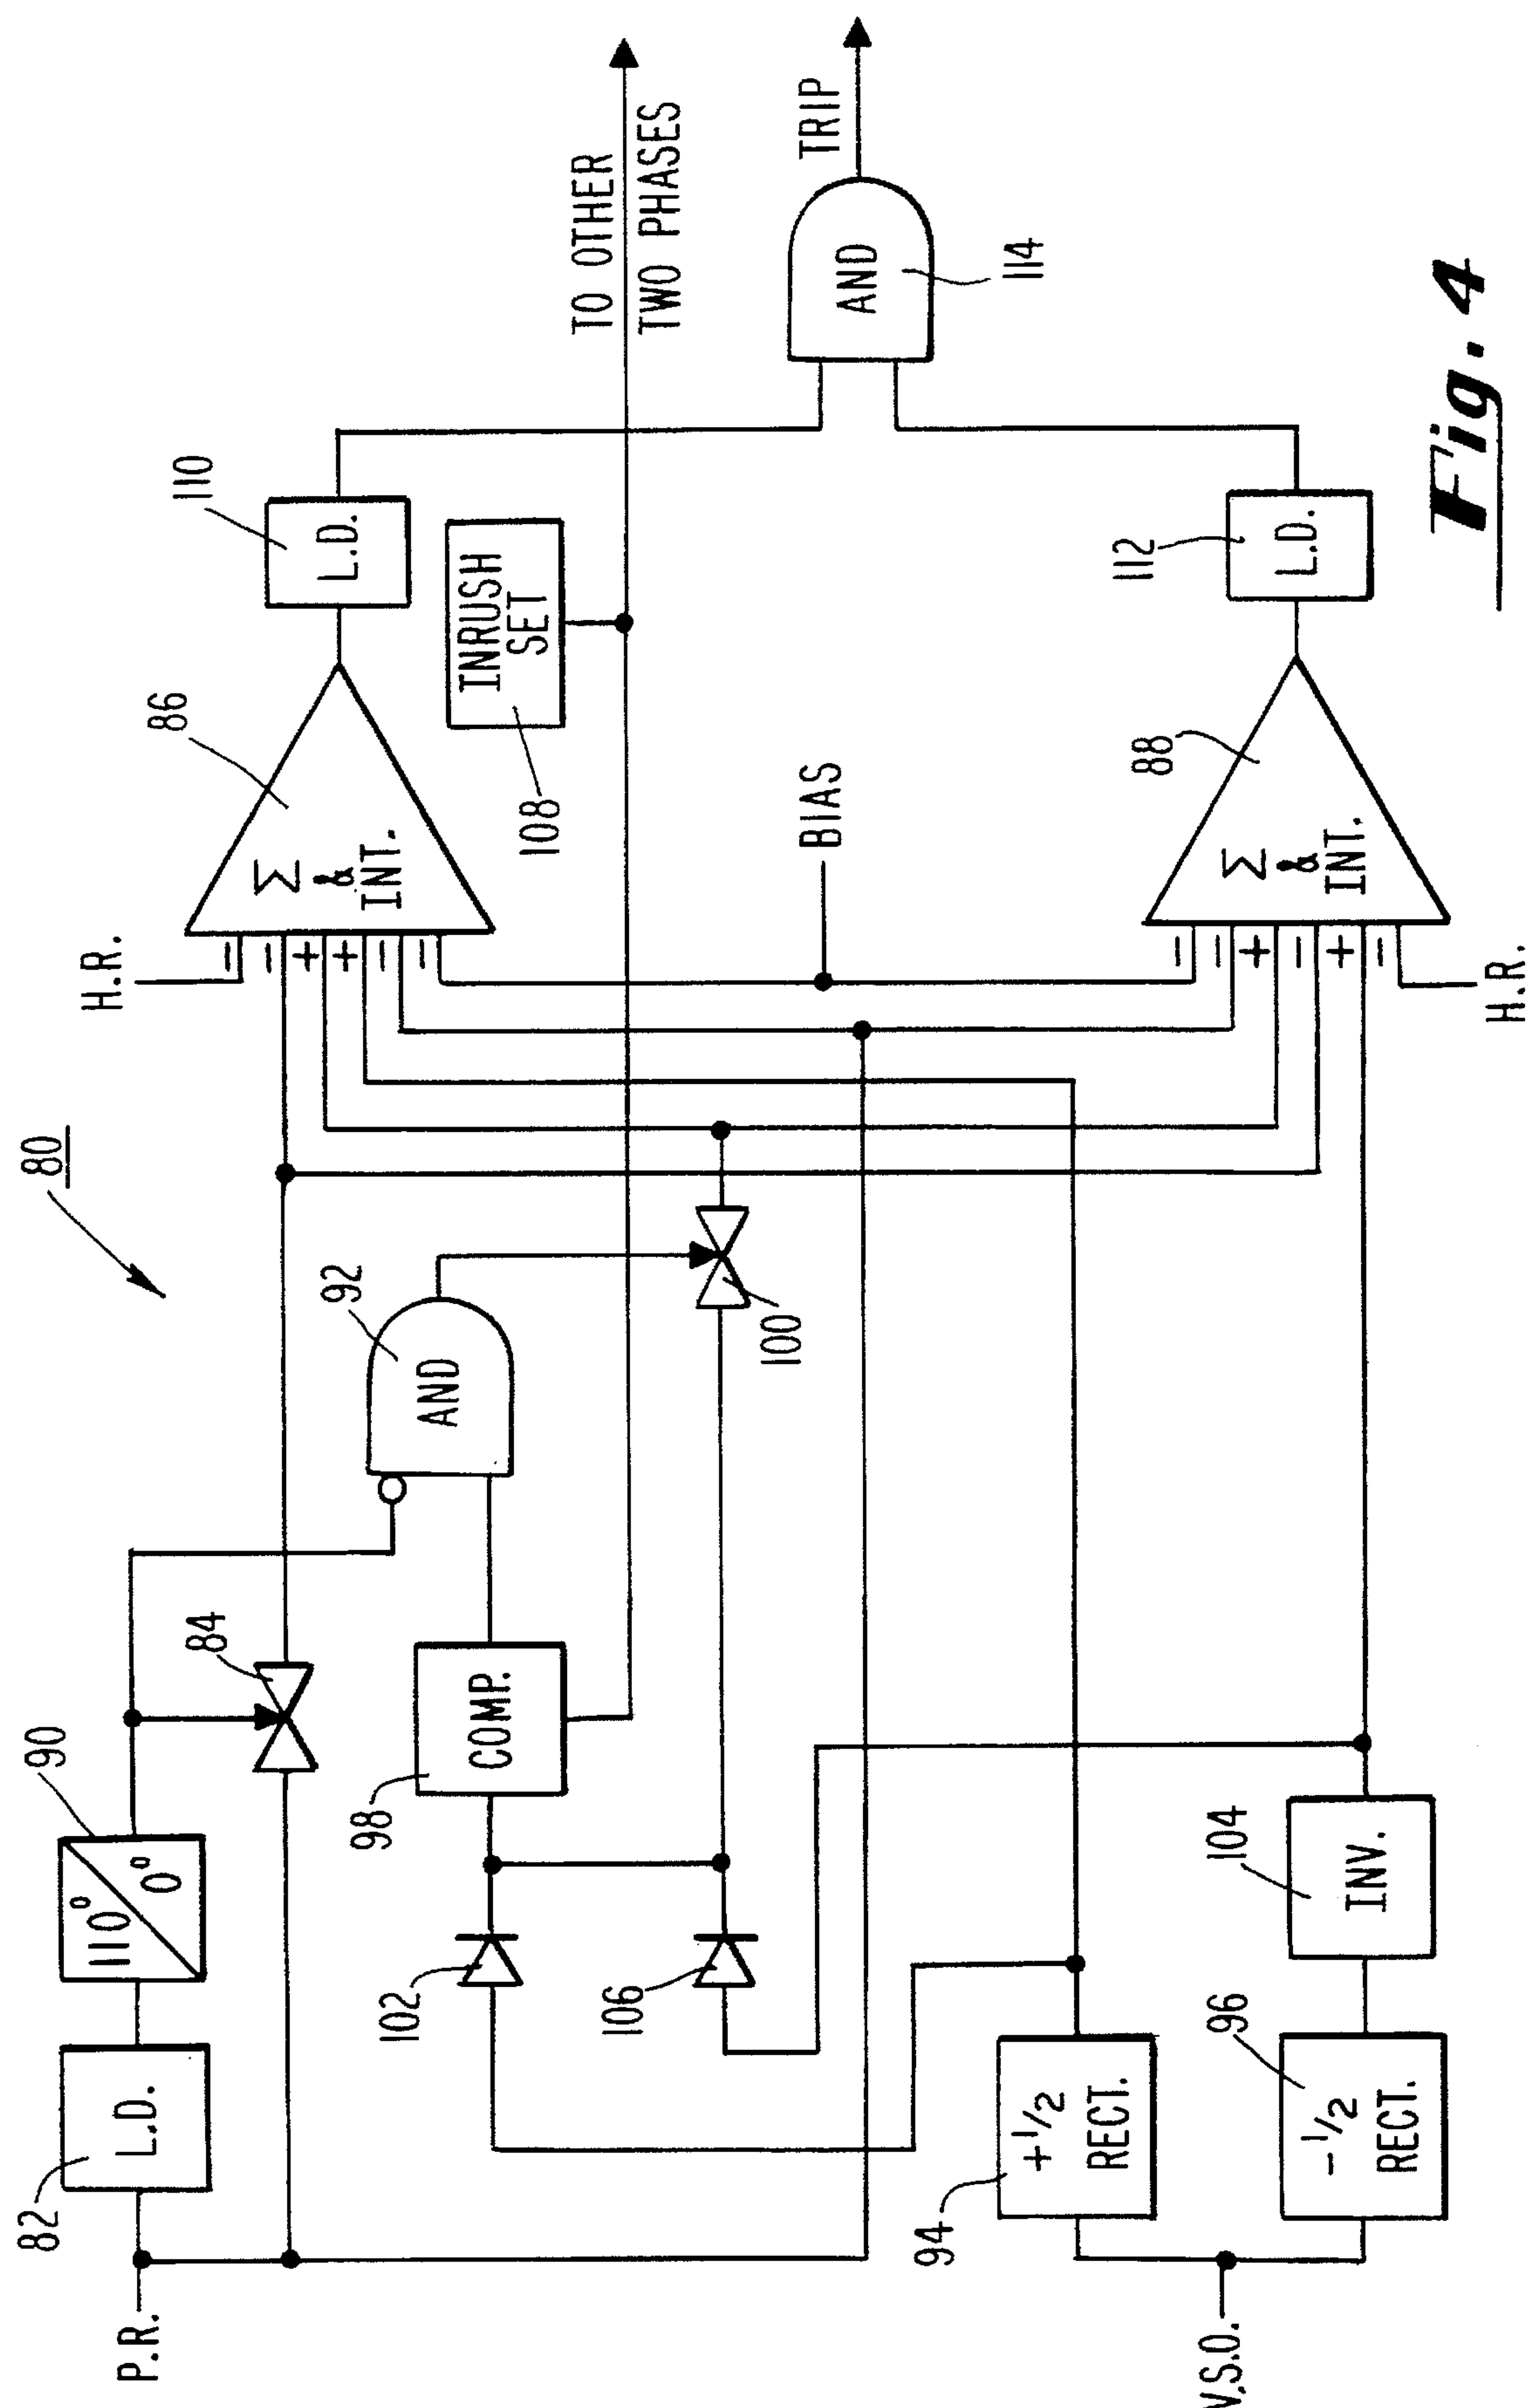 80
P.R.
82
L.D.
90
110°
0°
84
92
AND
98
COMP.
102
106
100
H.R.
–
–
+
+
–
–
Σ
&
INT.
86
110
L.D.
INRUSH
SET
108
TO OTHER
TWO PHASES
BIAS
AND
114
TRIP
V.S.O.
94
+½
RECT.
96
–½
RECT.
104
INV.
–
–
+
–
+
–
H.R.
Σ
&
INT.
88
112
L.D.
Fig. 4